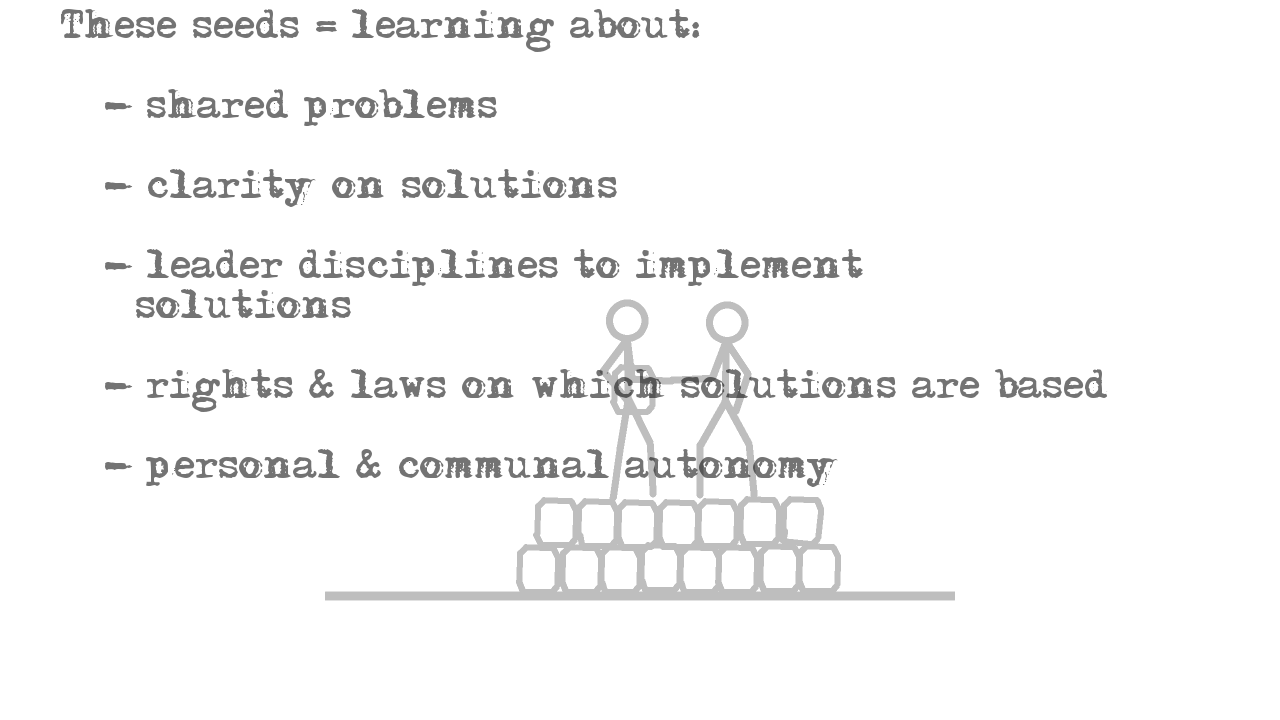 These seeds = learning about:
- shared problems
- clarity on solutions
- leader disciplines to implement
solutions
- rights & laws on which solutions are based
- personal & communal autonomy